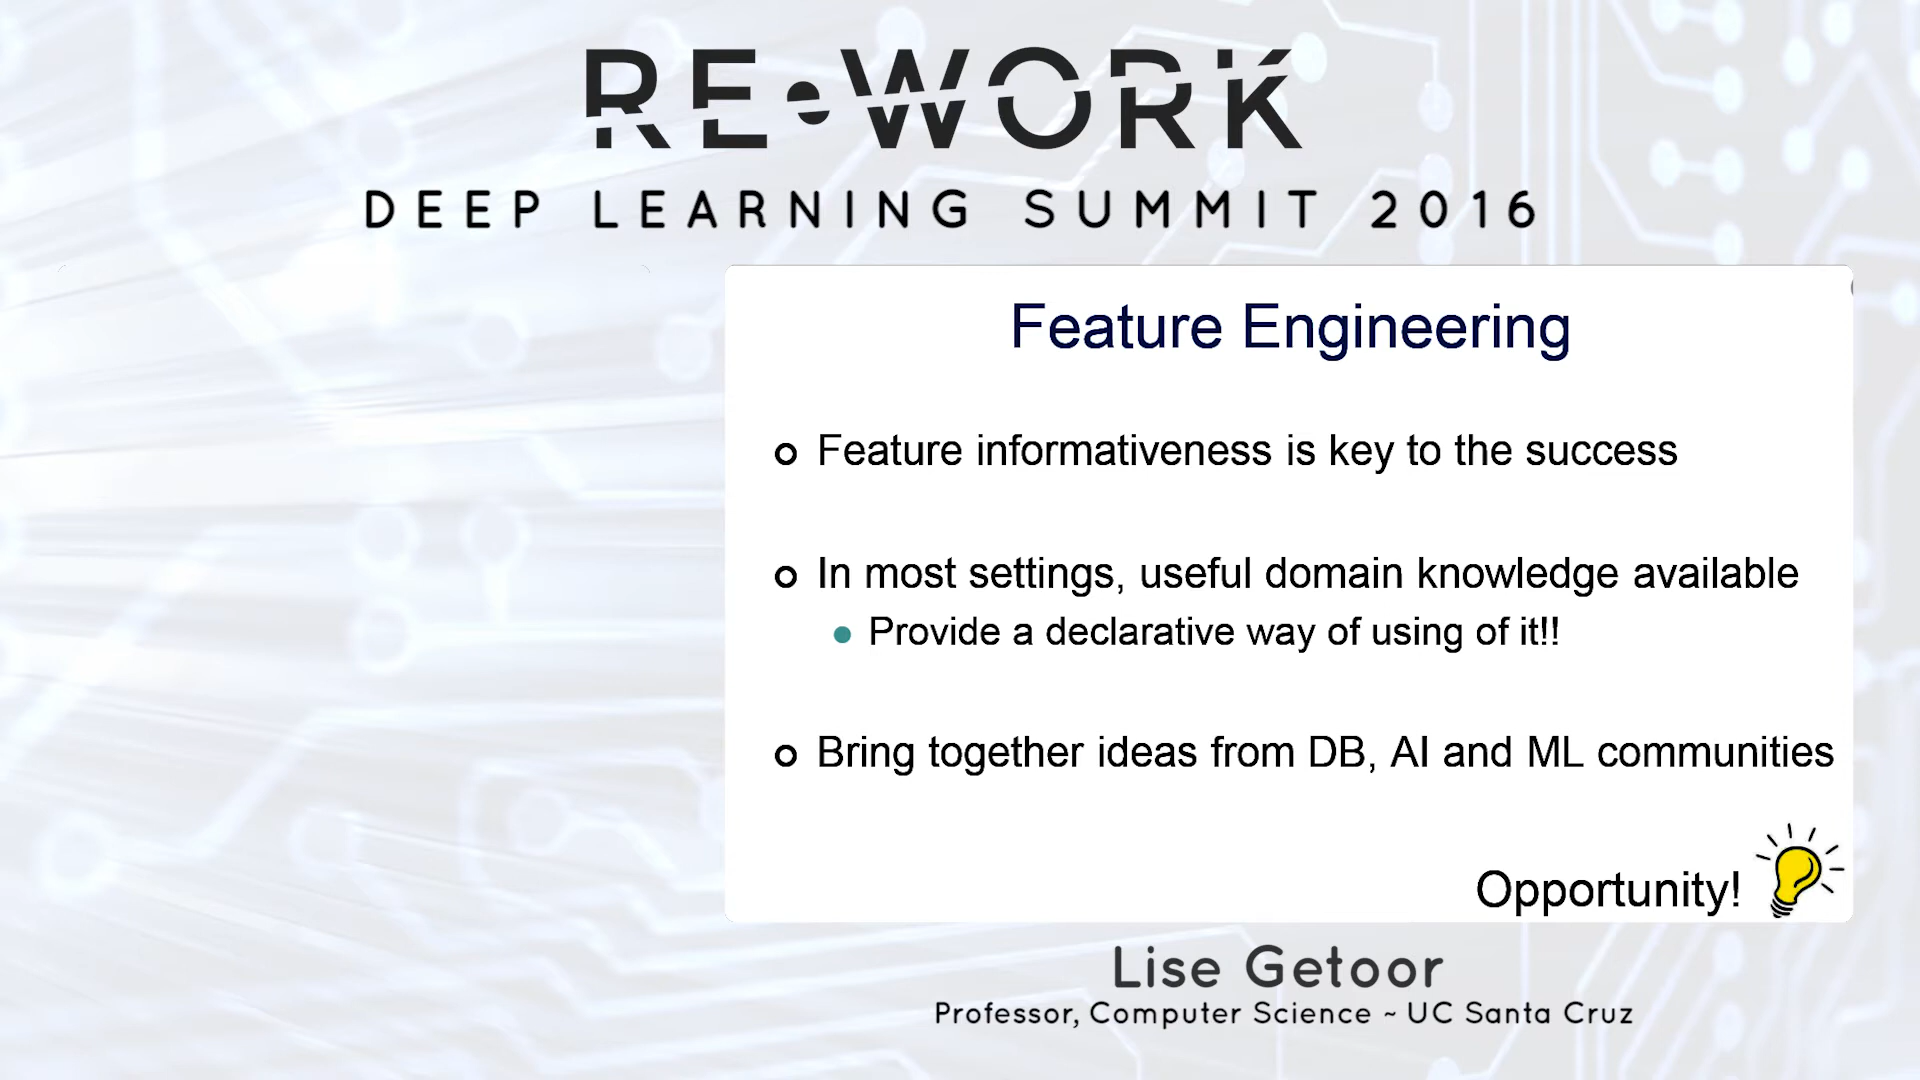 RE•WORK
DEEP LEARNING SUMMIT 2016
Feature Engineering
Feature informativeness is key to the success
In most settings, useful domain knowledge available
Provide a declarative way of using of it!!
Bring together ideas from DB, AI and ML communities
Opportunity!
Lise Getoor
Professor, Computer Science ~ UC Santa Cruz